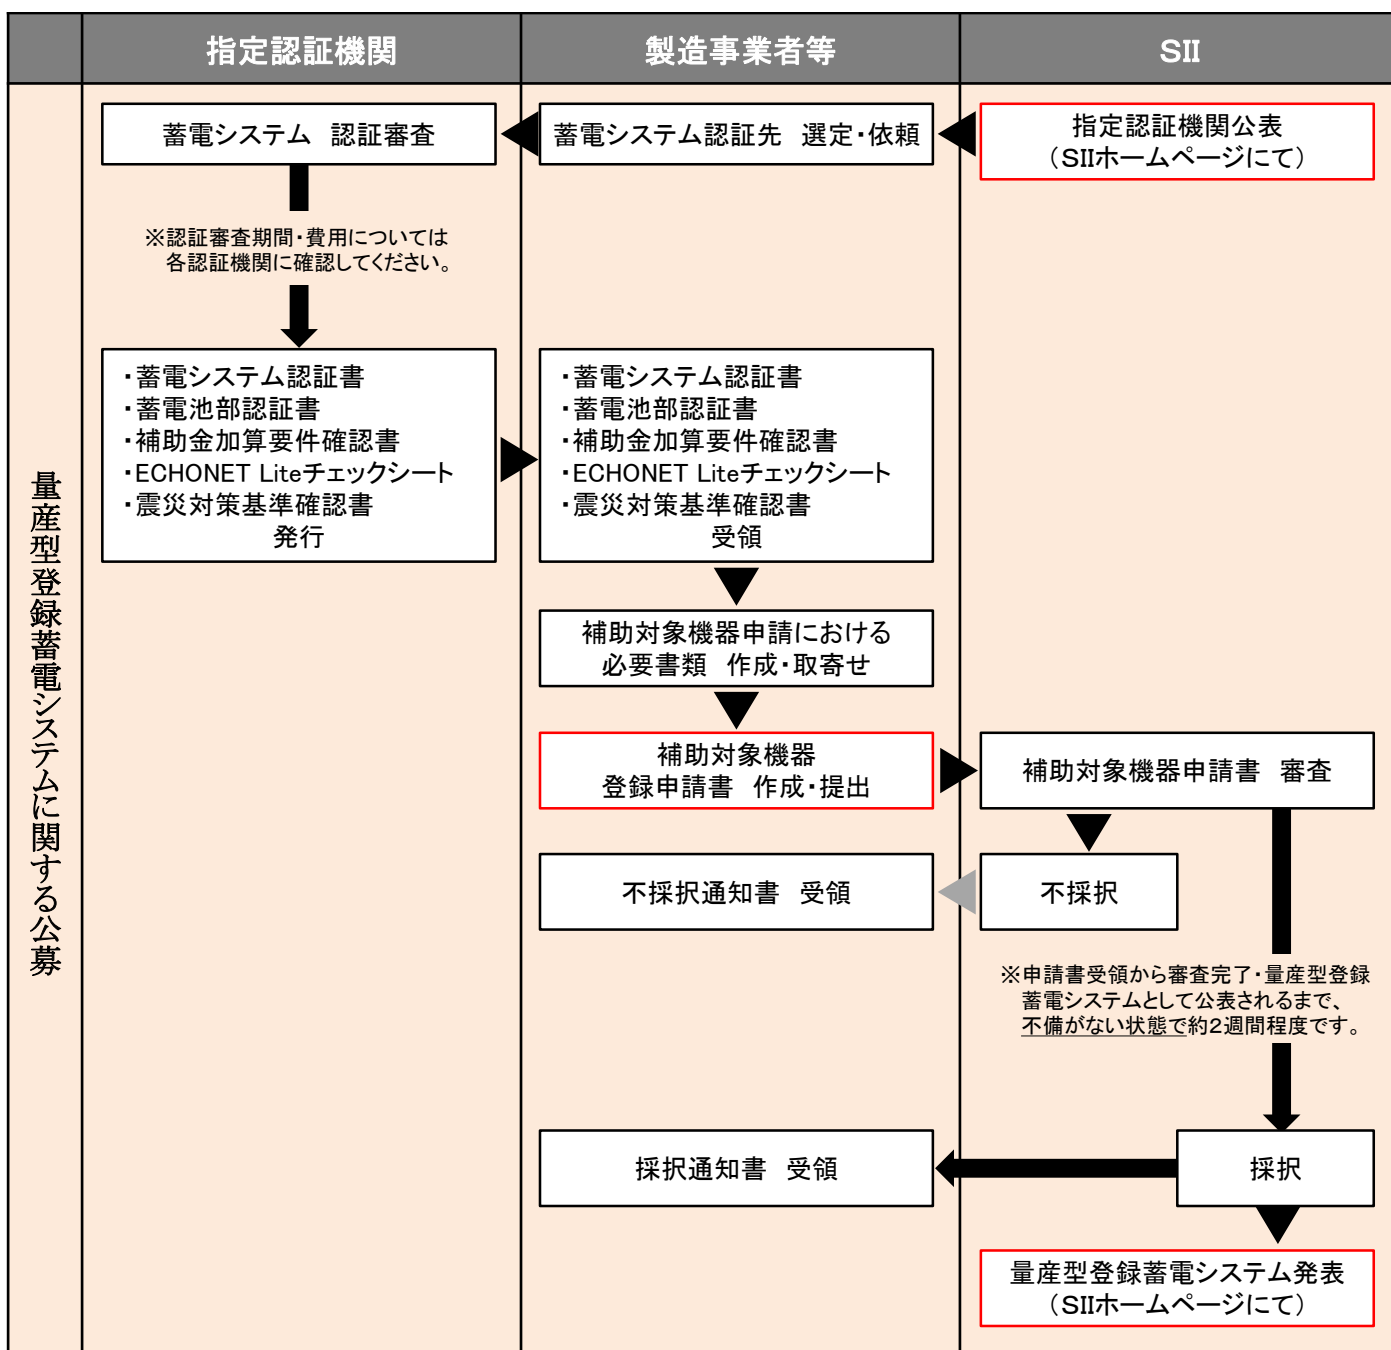 指定認証機関
製造事業者等
SII
量産型登録蓄電システムに関する公募
指定認証機関公表
（SIIホームページにて）
蓄電システム認証先　選定・依頼
蓄電システム　認証審査
※認証審査期間・費用については
各認証機関に確認してください。
・蓄電システム認証書
・蓄電池部認証書
・補助金加算要件確認書
・ECHONET Liteチェックシート
・震災対策基準確認書
発行
・蓄電システム認証書
・蓄電池部認証書
・補助金加算要件確認書
・ECHONET Liteチェックシート
・震災対策基準確認書
受領
補助対象機器申請における
必要書類　作成・取寄せ
補助対象機器
登録申請書　作成・提出
補助対象機器申請書　審査
不採択
不採択通知書　受領
※申請書受領から審査完了・量産型登録
蓄電システムとして公表されるまで、
不備がない状態で約2週間程度です。
採択
採択通知書　受領
量産型登録蓄電システム発表
（SIIホームページにて）